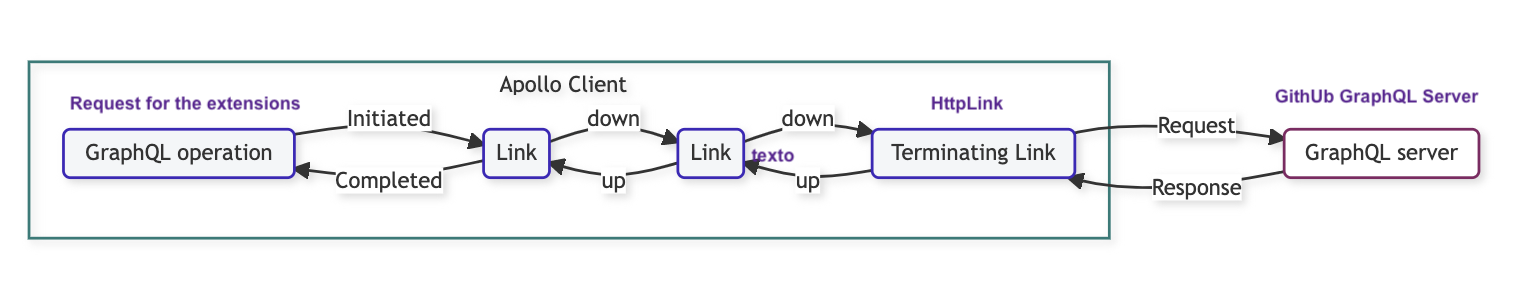 Apollo Client
Request for the extensions
HttpLink
GithUb GraphQL Server
Initiated
down
down
Request
GraphQL operation
Link
Link
texto
Terminating Link
GraphQL server
Completed
up
up
Response